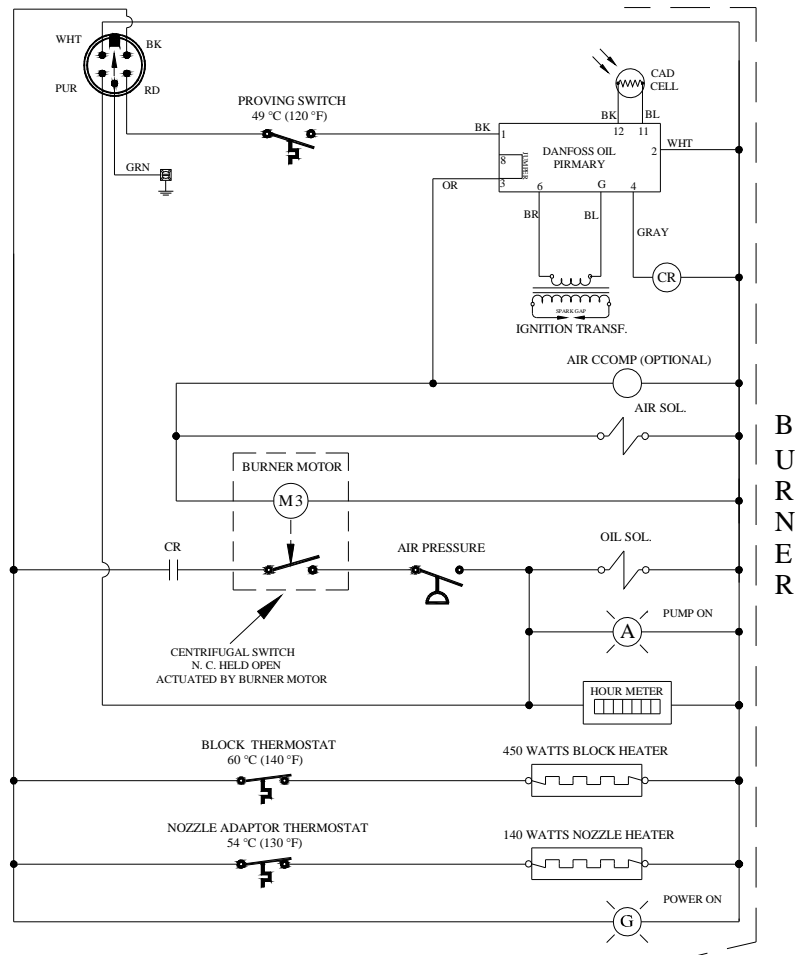 WHT
BK
PUR
RD
GRN
PROVING SWITCH
49 °C (120 °F)
BK
1
8
3
JUMPER
OR
DANFOSS OIL
PIRMARY
CAD
CELL
BK
BL
12
11
2
WHT
6
G
4
BR
BL
GRAY
CR
SPARK GAP
IGNITION TRANSF.
AIR CCOMP (OPTIONAL)
AIR SOL.
BURNER MOTOR
M3
CR
AIR PRESSURE
OIL SOL.
CENTRIFUGAL SWITCH
N. C. HELD OPEN
ACTUATED BY BURNER MOTOR
A
PUMP ON
HOUR METER
BLOCK THERMOSTAT
60 °C (140 °F)
450 WATTS BLOCK HEATER
NOZZLE ADAPTOR THERMOSTAT
54 °C (130 °F)
140 WATTS NOZZLE HEATER
G
POWER ON
BURNER